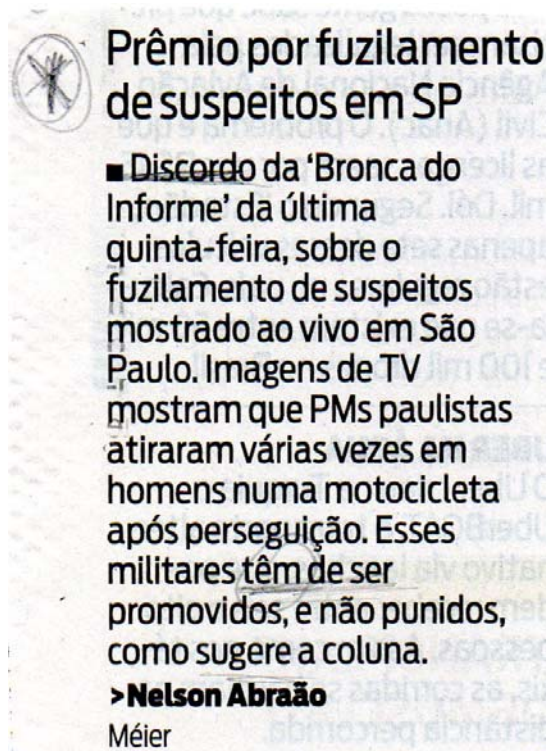 Prêmio por fuzilamento
de suspeitos em SP
■ Discordo da 'Bronca do
Informe' da última
quinta-feira, sobre o
fuzilamento de suspeitos
mostrado ao vivo em São
Paulo. Imagens de TV
mostram que PMs paulistas
atiraram várias vezes em
homens numa motocicleta
após perseguição. Esses
militares têm de ser
promovidos, e não punidos,
como sugere a coluna.
>Nelson Abraão
Méier